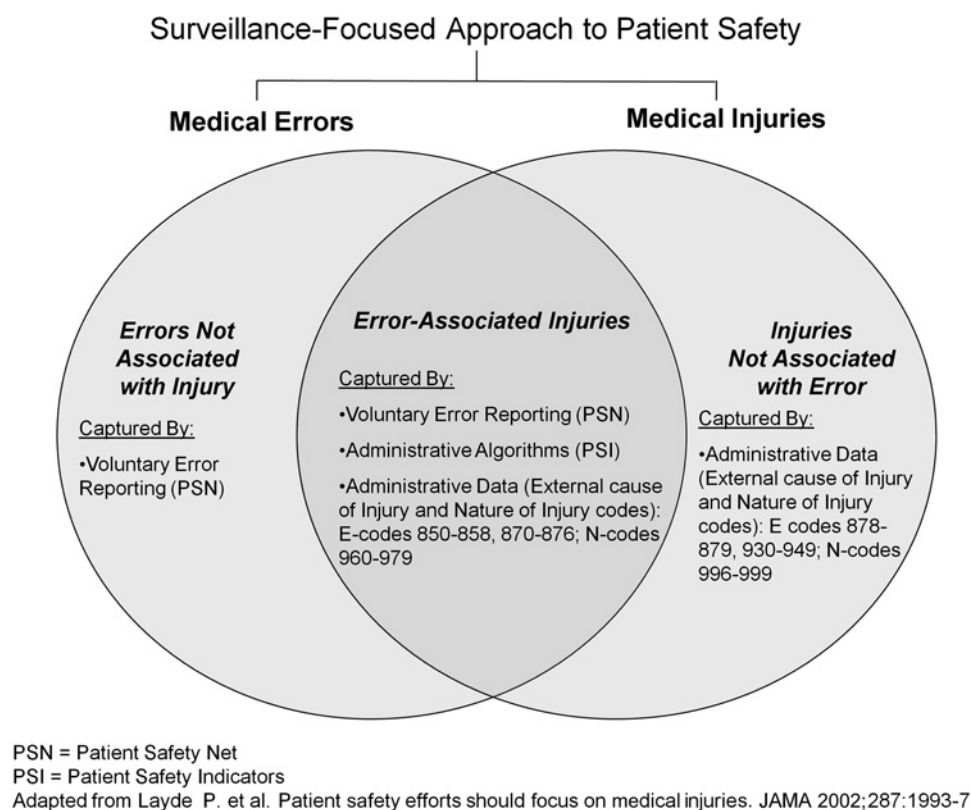 Surveillance-Focused Approach to Patient Safety
Medical Errors
Medical Injuries
Errors Not
Associated
with Injury
Captured By:
•Voluntary Error
Reporting (PSN)
Error-Associated Injuries
Captured By:
•Voluntary Error Reporting (PSN)
•Administrative Algorithms (PSI)
•Administrative Data (External cause
of Injury and Nature of Injury codes):
E-codes 850-858, 870-876; N-codes
960-979
Injuries
Not Associated
with Error
Captured By:
•Administrative Data
(External cause of Injury
and Nature of Injury
codes): E codes 878-
879, 930-949; N-codes
996-999
PSN = Patient Safety Net
PSI = Patient Safety Indicators
Adapted from Layde P. et al. Patient safety efforts should focus on medical injuries. JAMA 2002;287:1993-7